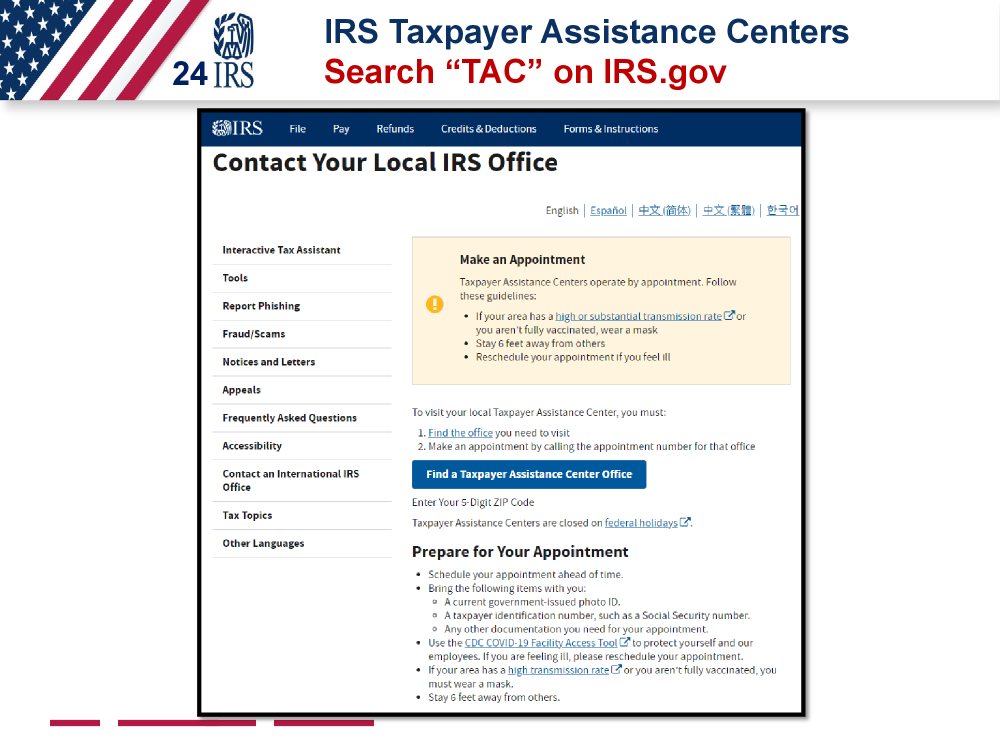 IRS Taxpayer Assistance Centers
Search “TAC” on IRS.gov
24 IRS
IRS File Pay Refunds Credits & Deductions Forms & Instructions
Contact Your Local IRS Office
English | Español | 中文 (简体) | 中文 (繁體) | 한국어
Interactive Tax Assistant
Tools
Report Phishing
Fraud/Scams
Notices and Letters
Appeals
Frequently Asked Questions
Accessibility
Contact an International IRS
Office
Tax Topics
Other Languages
Make an Appointment
Taxpayer Assistance Centers operate by appointment. Follow
these guidelines:
• If your area has a high or substantial transmission rate or
you aren’t fully vaccinated, wear a mask
• Stay 6 feet away from others
• Reschedule your appointment if you feel ill
To visit your local Taxpayer Assistance Center, you must:
1. Find the office you need to visit
2. Make an appointment by calling the appointment number for that office
Find a Taxpayer Assistance Center Office
Enter Your 5-Digit ZIP Code
Taxpayer Assistance Centers are closed on federal holidays.
Prepare for Your Appointment
• Schedule your appointment ahead of time.
• Bring the following items with you:
◦ A current government-issued photo ID.
◦ A taxpayer identification number, such as a Social Security number.
◦ Any other documentation you need for your appointment.
• Use the CDC COVID-19 Facility Access Tool to protect yourself and our
employees. If you are feeling ill, please reschedule your appointment.
• If your area has a high transmission rate or you aren’t fully vaccinated, you
must wear a mask.
• Stay 6 feet away from others.